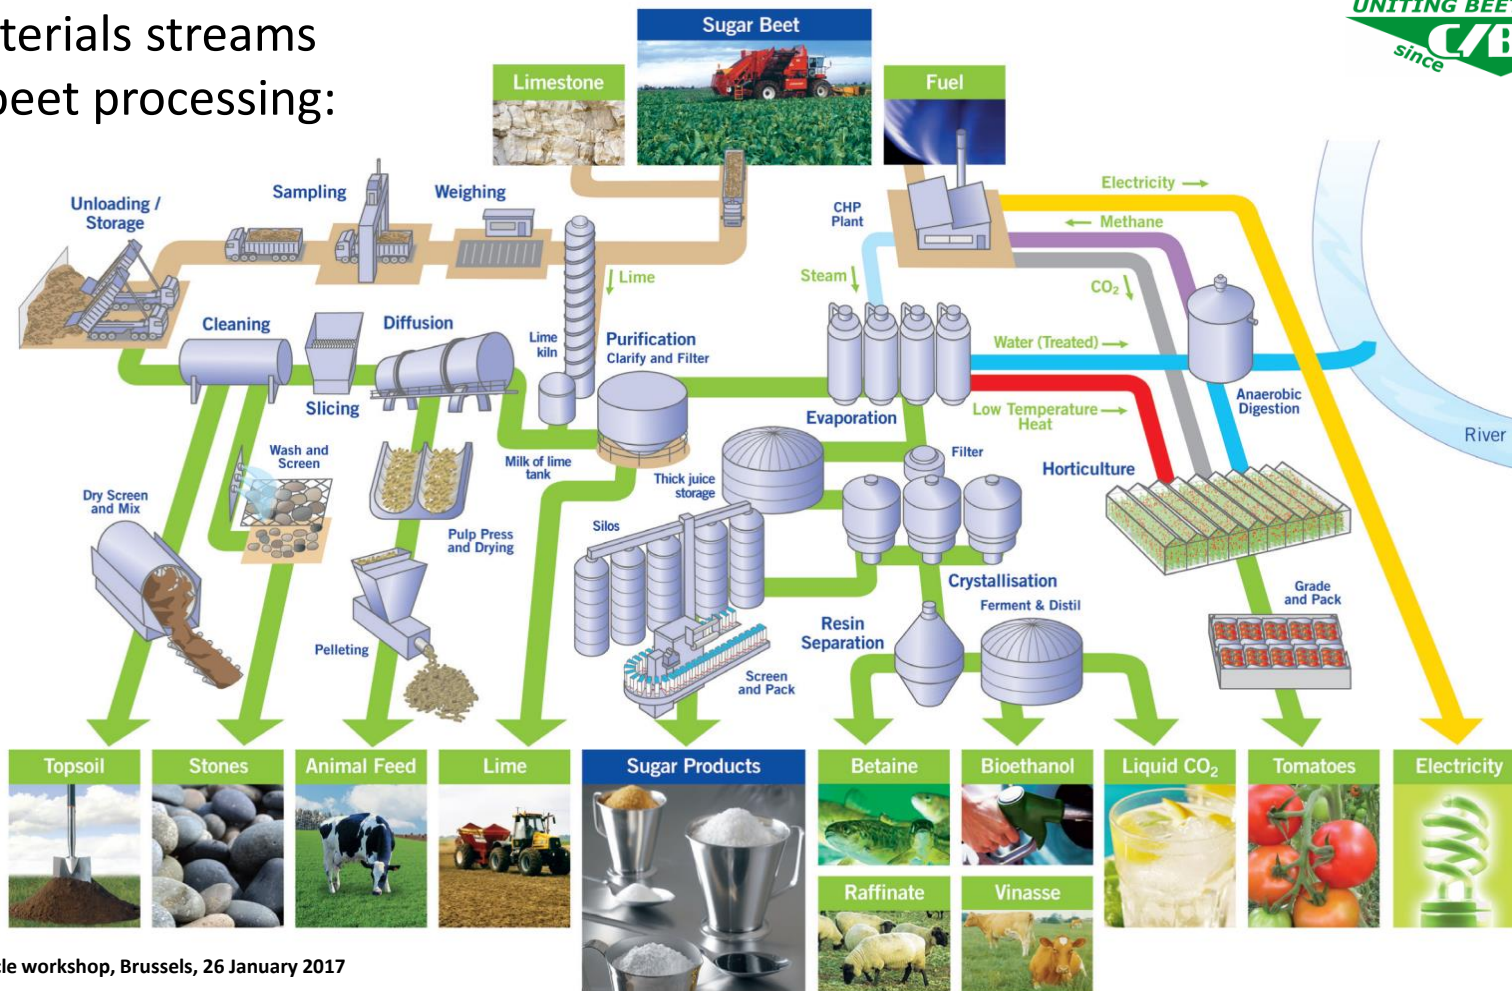 terials streams
beet processing:
UNITING BEET
since
Limestone
Sugar Beet
Fuel
Unloading /
Storage
Sampling
Weighing
CHP
Plant
Electricity
Methane
Lime
Steam
CO₂
Cleaning
Diffusion
Lime
kiln
Purification
Clarify and Filter
Water (Treated)
Slicing
Evaporation
Low Temperature
Heat
Anaerobic
Digestion
River
Wash and
Screen
Milk of lime
tank
Thick juice
storage
Filter
Horticulture
Dry Screen
and Mix
Pulp Press
and Drying
Silos
Crystallisation
Ferment & Distil
Grade
and Pack
Pelleting
Resin
Separation
Screen
and Pack
Topsoil
Stones
Animal Feed
Lime
Sugar Products
Betaine
Bioethanol
Liquid CO₂
Tomatoes
Electricity
Raffinate
Vinasse
cle workshop, Brussels, 26 January 2017